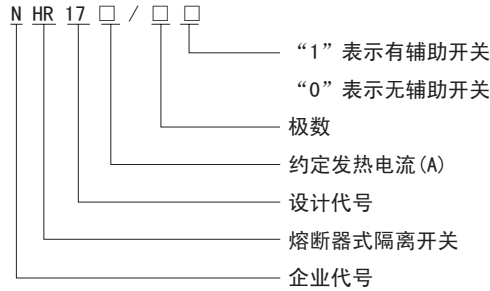 N HR 17 □ / □ □
“1”表示有辅助开关
“0”表示无辅助开关
极数
约定发热电流(A)
设计代号
熔断器式隔离开关
企业代号